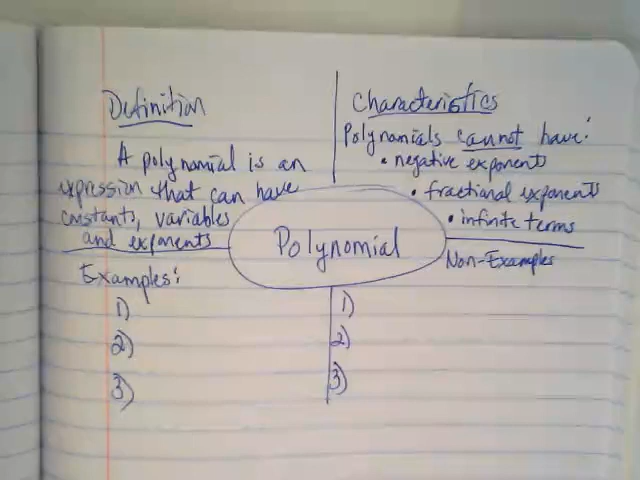 Definition
A polynomial is an
expression that can have
constants, variables
and exponents
Characteristics
Polynomials cannot have:
• negative exponents
• fractional exponents
• infinite terms
Polynomial
Examples:
1)
2)
3)
Non-Examples
1)
2)
3)